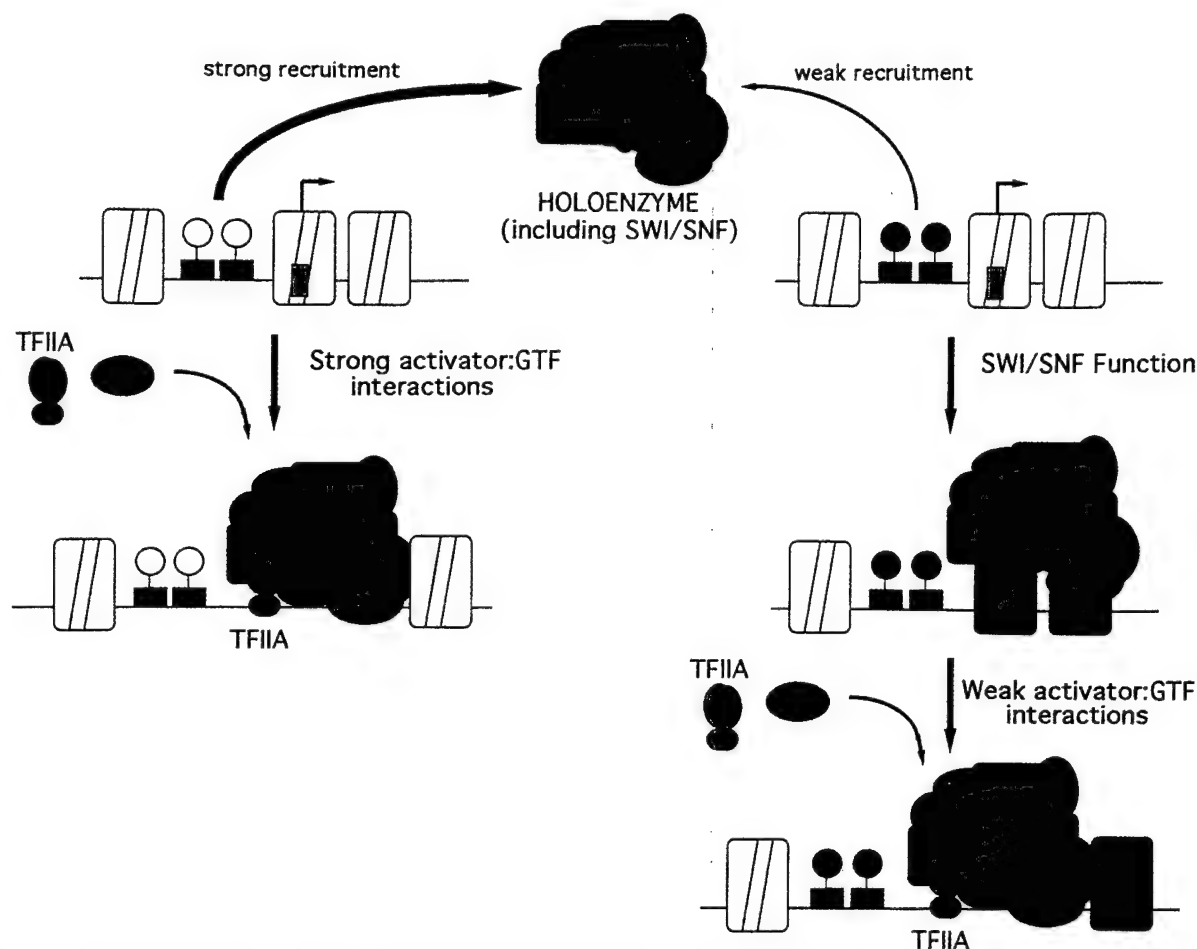 strong recruitment
weak recruitment
HOLOENZYME
(including SWI/SNF)
TFIIA
Strong activator:GTF
interactions
SWI/SNF Function
TFIIA
TFIIA
Weak activator:GTF
interactions
TFIIA